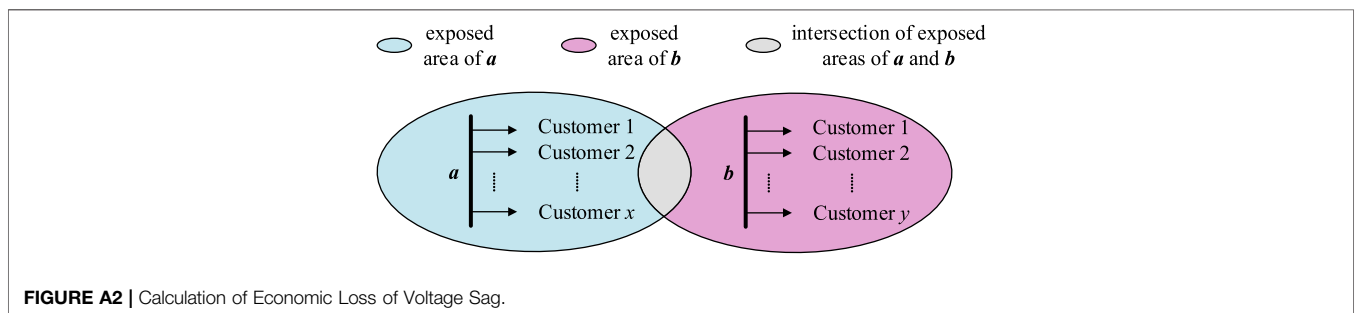 exposed
area of a
exposed
area of b
intersection of exposed
areas of a and b
a
Customer 1
Customer 2
Customer x
b
Customer 1
Customer 2
Customer y
FIGURE A2 | Calculation of Economic Loss of Voltage Sag.